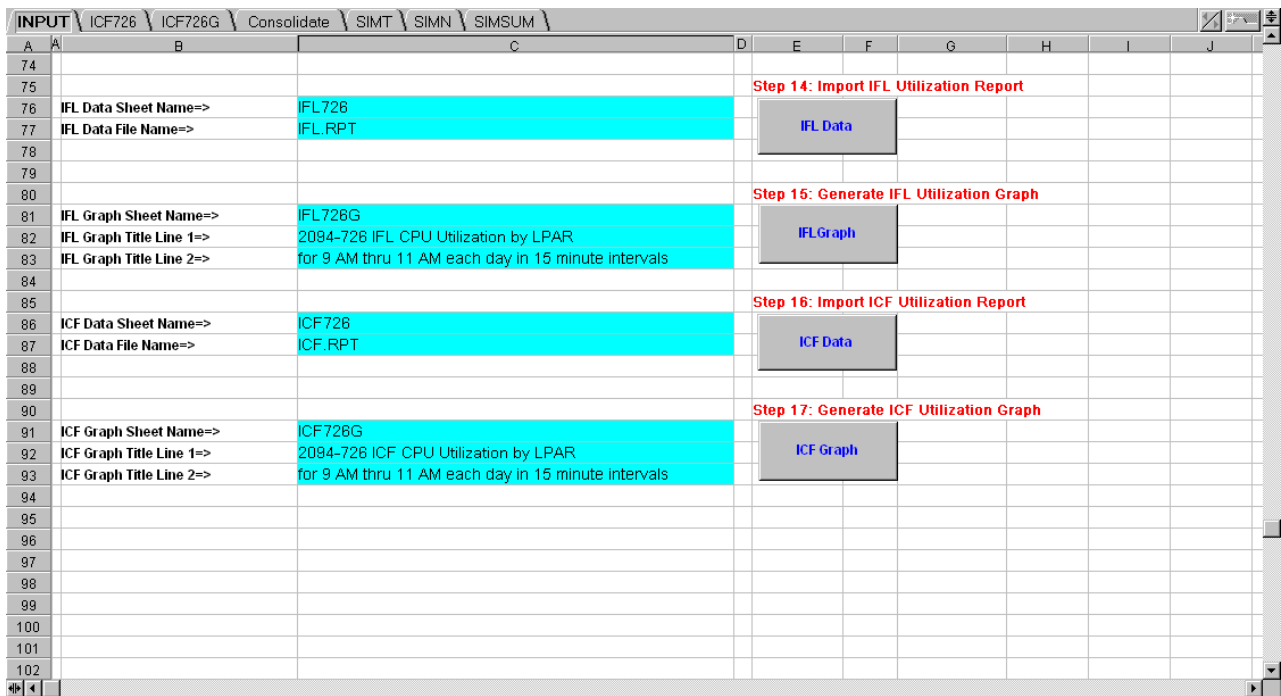 INPUT ICF726 ICF726G Consolidate SIMT SIMN SIMSUM
A A B C D E F G H I J
74
75 Step 14: Import IFL Utilization Report
76 IFL Data Sheet Name=> IFL726
77 IFL Data File Name=> IFL.RPT IFL Data
78
79
80 Step 15: Generate IFL Utilization Graph
81 IFL Graph Sheet Name=> IFL726G
82 IFL Graph Title Line 1=> 2094-726 IFL CPU Utilization by LPAR IFLGraph
83 IFL Graph Title Line 2=> for 9 AM thru 11 AM each day in 15 minute intervals
84
85 Step 16: Import ICF Utilization Report
86 ICF Data Sheet Name=> ICF726
87 ICF Data File Name=> ICF.RPT ICF Data
88
89
90 Step 17: Generate ICF Utilization Graph
91 ICF Graph Sheet Name=> ICF726G
92 ICF Graph Title Line 1=> 2094-726 ICF CPU Utilization by LPAR ICF Graph
93 ICF Graph Title Line 2=> for 9 AM thru 11 AM each day in 15 minute intervals
94
95
96
97
98
99
100
101
102